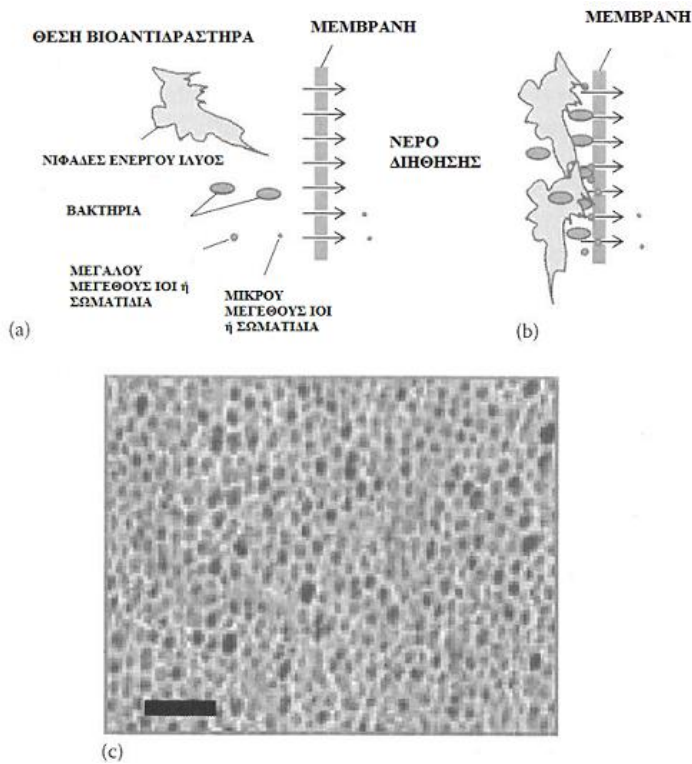 ΘΕΣΗ ΒΙΟΑΝΤΙΔΡΑΣΤΗΡΑ
ΜΕΜΒΡΑΝΗ
ΝΙΦΑΔΕΣ ΕΝΕΡΓΟΥ ΙΛΥΟΣ
ΝΕΡΟ
ΔΙΗΘΗΣΗΣ
ΒΑΚΤΗΡΙΑ
ΜΕΓΑΛΟΥ
ΜΕΓΕΘΟΥΣ ΙΟΙ ή
ΣΩΜΑΤΙΔΙΑ
ΜΙΚΡΟΥ
ΜΕΓΕΘΟΥΣ ΙΟΙ
ή ΣΩΜΑΤΙΔΙΑ
(a)
ΜΕΜΒΡΑΝΗ
(b)
(c)